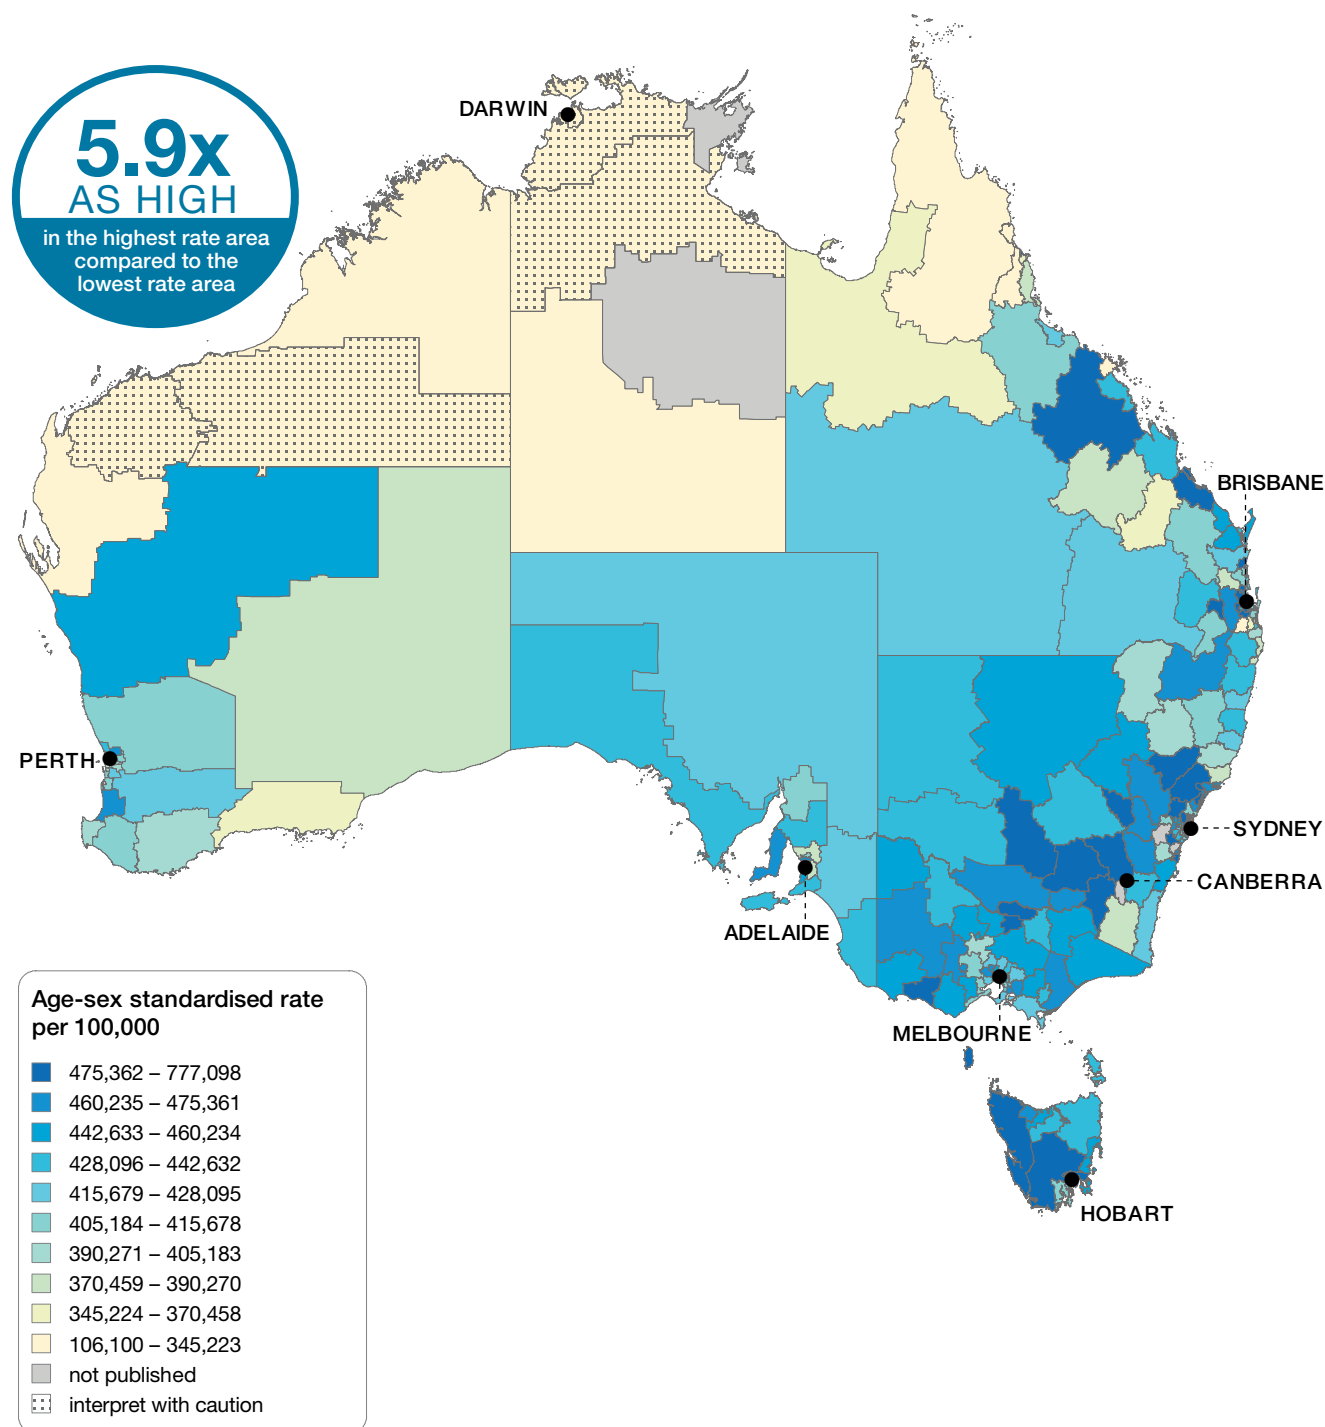 5.9x
AS HIGH
in the highest rate area
compared to the
lowest rate area
DARWIN
BRISBANE
PERTH
SYDNEY
CANBERRA
ADELAIDE
MELBOURNE
HOBART
Age-sex standardised rate
per 100,000
475,362 – 777,098
460,235 – 475,361
442,633 – 460,234
428,096 – 442,632
415,679 – 428,095
405,184 – 415,678
390,271 – 405,183
370,459 – 390,270
345,224 – 370,458
106,100 – 345,223
not published
interpret with caution